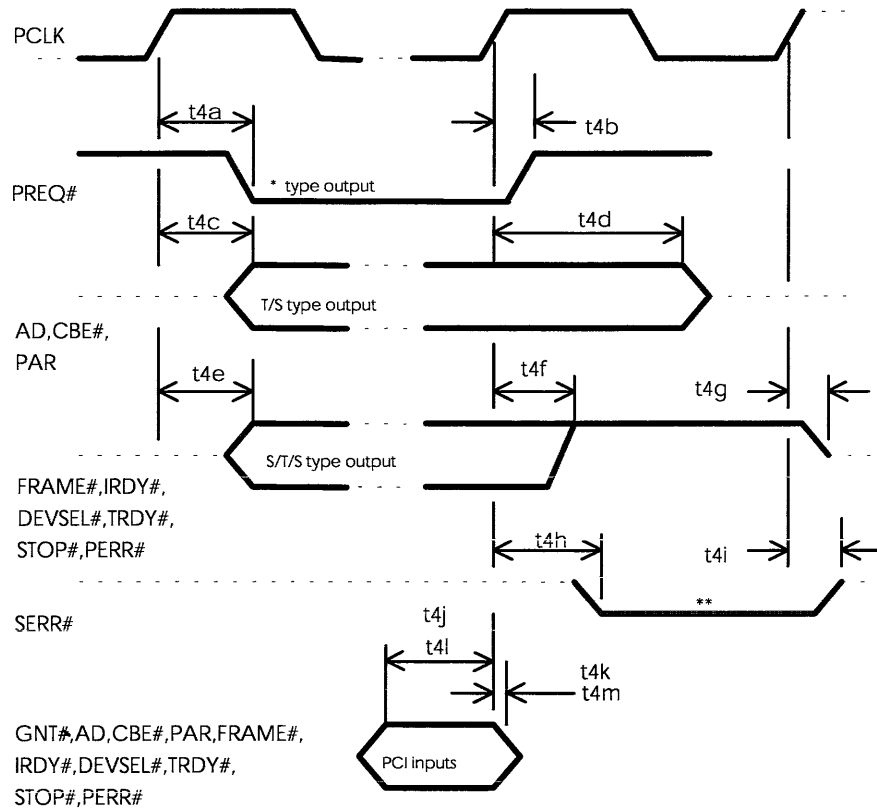 PCLK
t4a
t4b
PREQ#
* type output
t4c
t4d
T/S type output
AD,CBE#,
PAR
t4e
t4f
t4g
S/T/S type output
FRAME#,IRDY#,
DEVSEL#,TRDY#,
STOP#,PERR#
t4h
t4i
**
SERR#
t4j
t4l
t4k
t4m
GNT#,AD,CBE#,PAR,FRAME#,
IRDY#,DEVSEL#,TRDY#,
STOP#,PERR#
PCI inputs